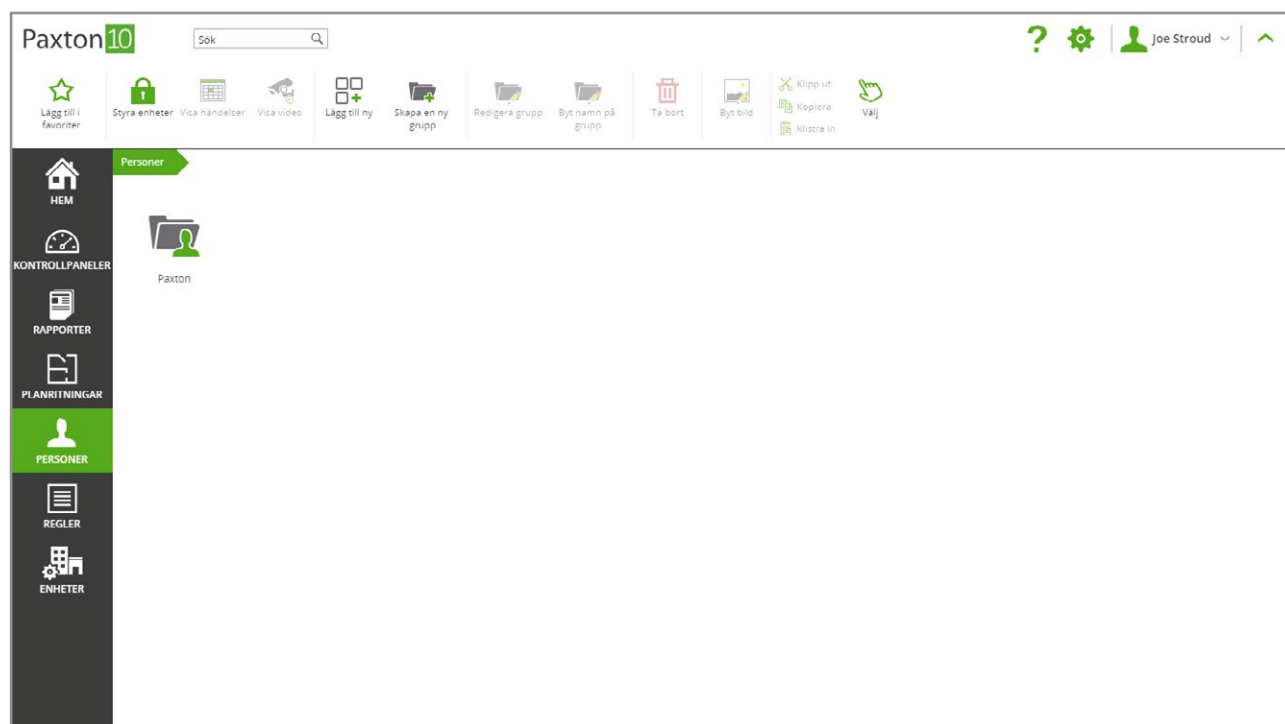 Paxton 10
Sök
Joe Stroud
Lägg till i
favoriter
Styra enheter
Visa händelser
Visa video
Lägg till ny
Skapa en ny
grupp
Redigera grupp
Byt namn på
grupp
Ta bort
Byt bild
Klipp ut
Kopiera
Klistra in
Välj
HEM
KONTROLLPANELER
RAPPORTER
PLANRITNINGAR
PERSONER
REGLER
ENHETER
Personer
Paxton